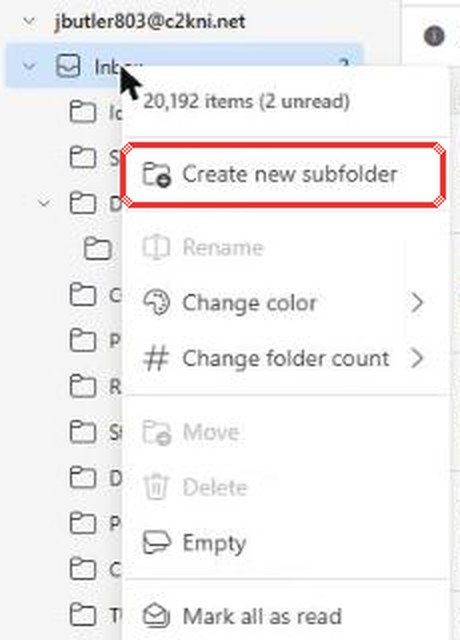 jbutler803@c2kni.net
20,192 items (2 unread)
Create new subfolder
Rename
Change color
Change folder count
Move
Delete
Empty
Mark all as read